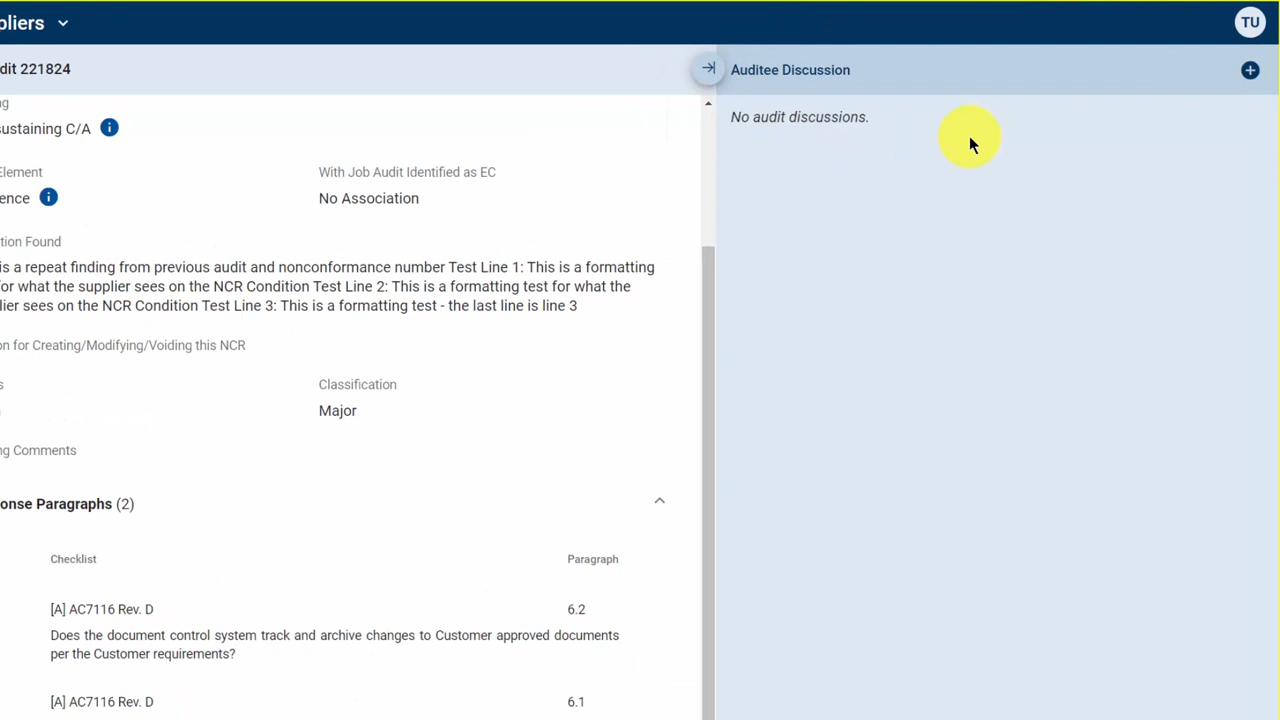 pliers
TU
dit 221824
Auditee Discussion
No audit discussions.
g
sustaining C/A
Element
With Job Audit Identified as EC
ence
No Association
tion Found
is a repeat finding from previous audit and nonconformance number Test Line 1: This is a formatting
for what the supplier sees on the NCR Condition Test Line 2: This is a formatting test for what the
lier sees on the NCR Condition Test Line 3: This is a formatting test - the last line is line 3
on for Creating/Modifying/Voiding this NCR
s
Classification
Major
ng Comments
onse Paragraphs (2)
Checklist
Paragraph
[A] AC7116 Rev. D
6.2
Does the document control system track and archive changes to Customer approved documents
per the Customer requirements?
[A] AC7116 Rev. D
6.1